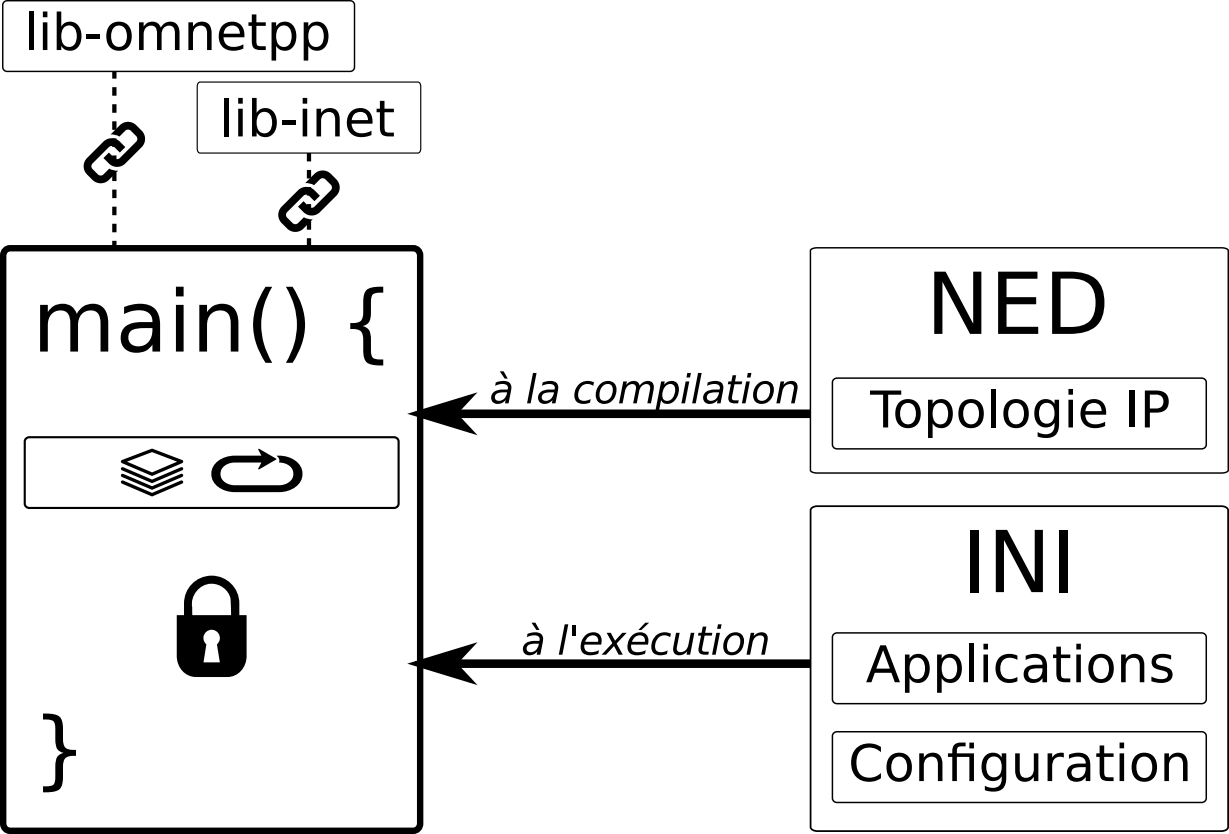 lib-omnetpp
lib-inet
main() {
}
à la compilation
à l'exécution
NED
Topologie IP
INI
Applications
Configuration